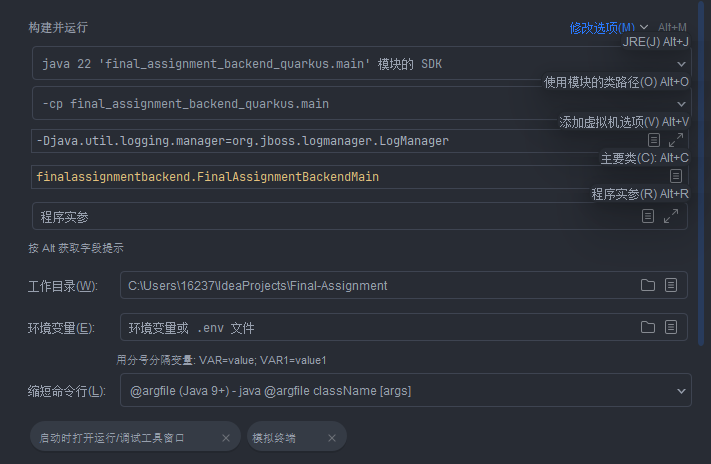 构建并运行
修改选项(M) Alt+M
JRE(J) Alt+J
java 22 'final_assignment_backend_quarkus.main' 模块的 SDK
使用模块的类路径(O) Alt+O
-cp final_assignment_backend_quarkus.main
添加虚拟机选项(V) Alt+V
-Djava.util.logging.manager=org.jboss.logmanager.LogManager
主要类(C): Alt+C
finalassignmentbackend.FinalAssignmentBackendMain
程序实参(R) Alt+R
程序实参
按 Alt 获取字段提示
工作目录(W): C:\Users\16237\IdeaProjects\Final-Assignment
环境变量(E): 环境变量或 .env 文件
用分号分隔变量: VAR=value; VAR1=value1
缩短命令行(L): @argfile (Java 9+) - java @argfile className [args]
启动时打开运行/调试工具窗口 × 模拟终端 ×